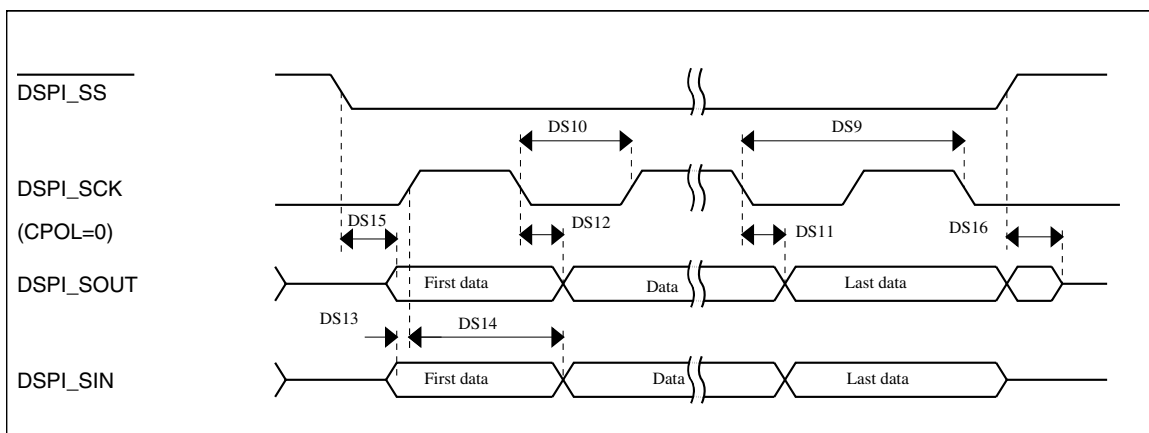 DSPI_SS
DS10
DS9
DSPI_SCK
DS15
DS12
DS11
DS16
(CPOL=0)
DSPI_SOUT
First data
Data
Last data
DS13
DS14
DSPI_SIN
First data
Data
Last data